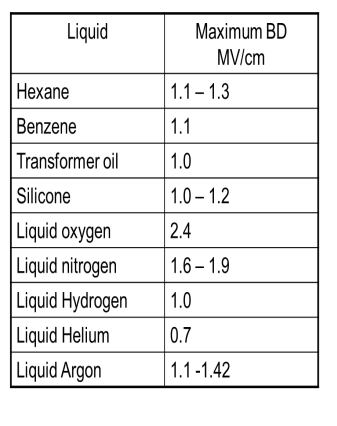 Liquid Maximum BD
MV/cm
Hexane 1.1 – 1.3
Benzene 1.1
Transformer oil 1.0
Silicone 1.0 – 1.2
Liquid oxygen 2.4
Liquid nitrogen 1.6 – 1.9
Liquid Hydrogen 1.0
Liquid Helium 0.7
Liquid Argon 1.1 -1.42